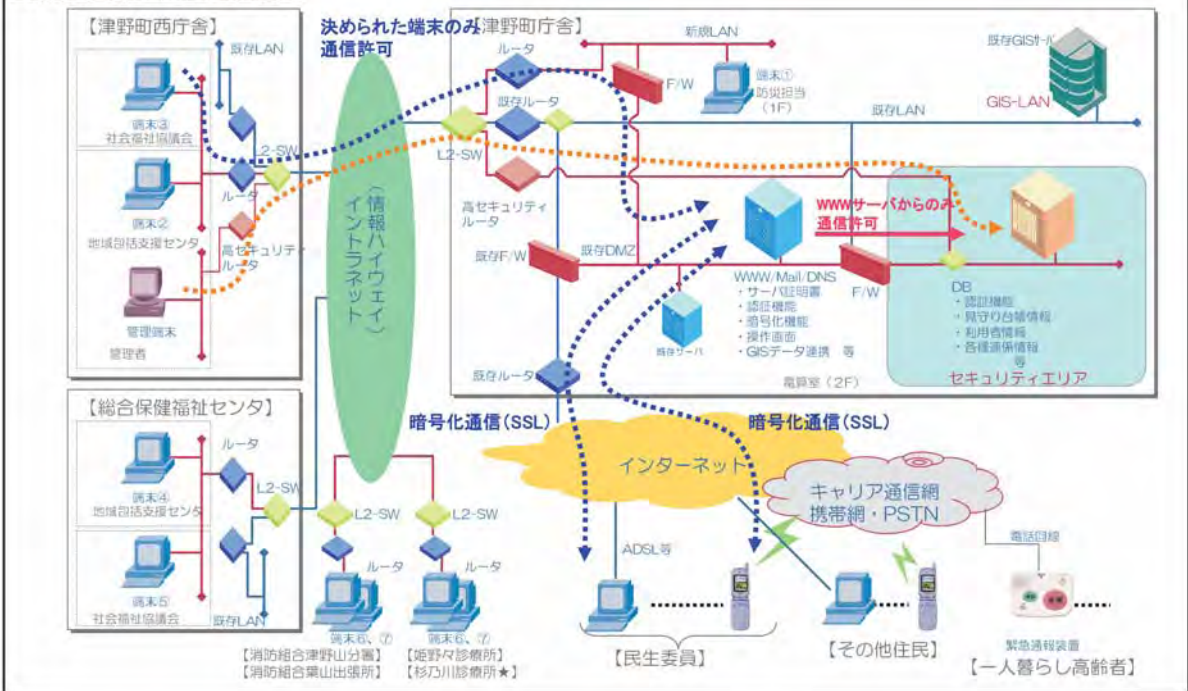 【津野町西庁舎】
既存LAN
端末③
社会福祉協議会
L2-SW
端末②
ルータ
地域包括支援センタ
高セキュリティ
ルータ
管理端末
管理者
決められた端末のみ
通信許可
(情報ハイウェイ)
イントラネット
【津野町庁舎】
ルータ
新規LAN
F/W
端末①
防災担当
(1F)
既存GISサーバ
GIS-LAN
既存ルータ
既存LAN
L2-SW
高セキュリティ
ルータ
既存F/W
既存DMZ
既存サーバ
WWW/Mail/DNS
・サーバ証明書
・認証機能
・暗号化機能
・操作画面
・GISデータ連携 等
WWWサーバからのみ
通信許可
F/W
DB
・認証機能
・見守り台帳情報
・利用者情報
・各種連係情報
等
セキュリティエリア
電算室(2F)
既存ルータ
【総合保健福祉センタ】
ルータ
端末④
地域包括支援センタ
L2-SW
端末⑤
社会福祉協議会
既存LAN
L2-SW
L2-SW
ルータ
ルータ
端末⑥、⑦
端末⑥、⑦
【消防組合津野山分署】
【消防組合葉山出張所】
【姫野々診療所】
【杉乃川診療所★】
暗号化通信(SSL)
暗号化通信(SSL)
インターネット
キャリア通信網
携帯網・PSTN
ADSL等
電話回線
【民生委員】
【その他住民】
緊急通報装置
【一人暮らし高齢者】